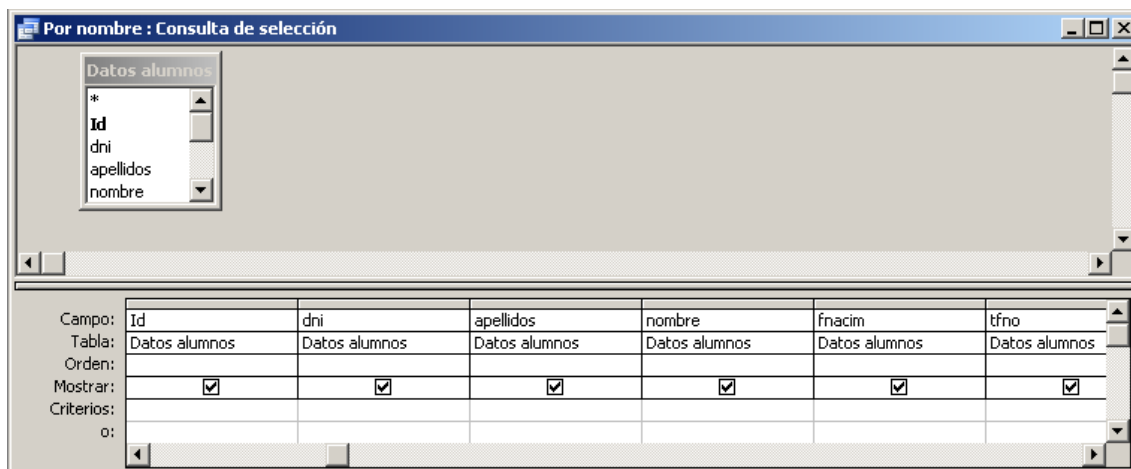 Por nombre : Consulta de selección
Datos alumnos
*
Id
dni
apellidos
nombre
Campo: Id dni apellidos nombre fnacim tfno
Tabla: Datos alumnos Datos alumnos Datos alumnos Datos alumnos Datos alumnos Datos alumnos
Orden:
Mostrar:
Criterios:
o: